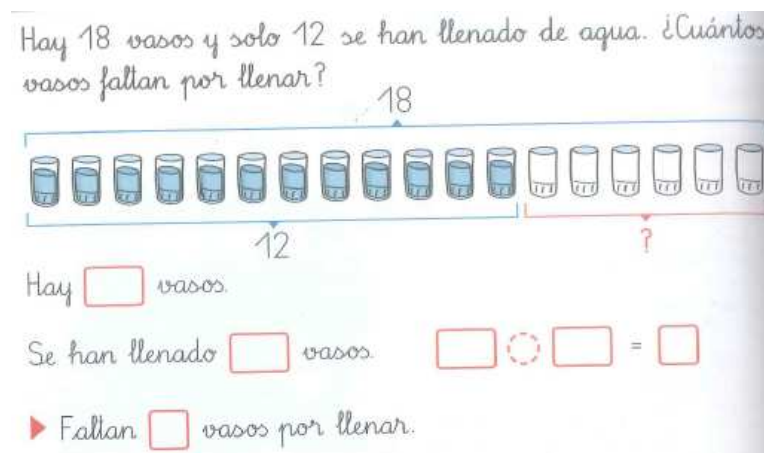 Hay 18 vasos y solo 12 se han llenado de agua. ¿Cuántos
vasos faltan por llenar?
18
12
?
Hay vasos.
Se han llenado vasos.
=
Faltan vasos por llenar.